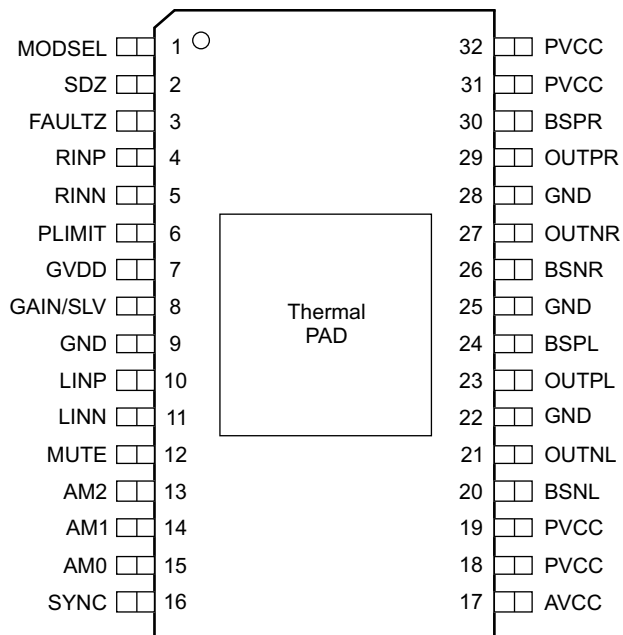 MODSEL 1 32 PVCC
SDZ 2 31 PVCC
FAULTZ 3 30 BSPR
RINP 4 29 OUTPR
RINN 5 28 GND
PLIMIT 6 27 OUTNR
GVDD 7 26 BSNR
GAIN/SLV 8 25 GND
Thermal
PAD
GND 9 24 BSPL
LINP 10 23 OUTPL
LINN 11 22 GND
MUTE 12 21 OUTNL
AM2 13 20 BSNL
AM1 14 19 PVCC
AM0 15 18 PVCC
SYNC 16 17 AVCC